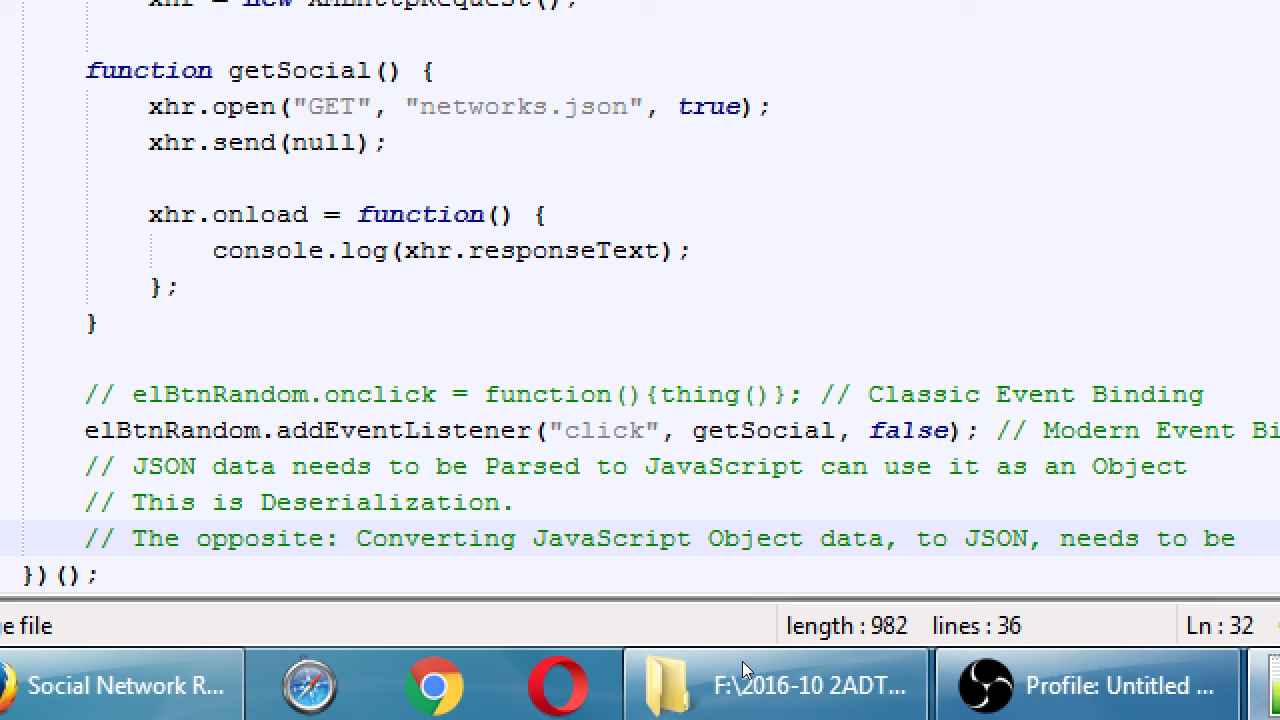 xhr = new XMLHttpRequest();
function getSocial() {
xhr.open("GET", "networks.json", true);
xhr.send(null);
xhr.onload = function() {
console.log(xhr.responseText);
};
}
// elBtnRandom.onclick = function(){thing()}; // Classic Event Binding
elBtnRandom.addEventListener("click", getSocial, false); // Modern Event Bi
// JSON data needs to be Parsed to JavaScript can use it as an Object
// This is Deserialization.
// The opposite: Converting JavaScript Object data, to JSON, needs to be
})();
e file length : 982 lines : 36 Ln : 32
Social Network R... F:\2016-10 2ADT... Profile: Untitled ...